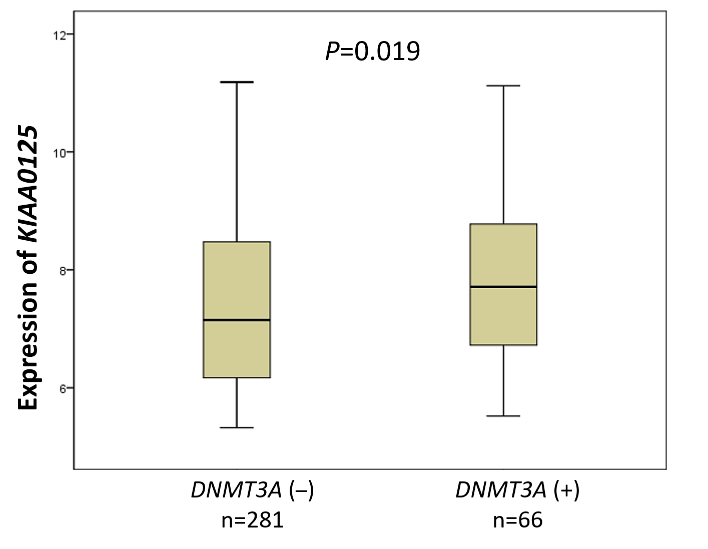 P=0.019
Expression of KIAA0125
12
10
8
6
DNMT3A (–)
DNMT3A (+)
n=281
n=66